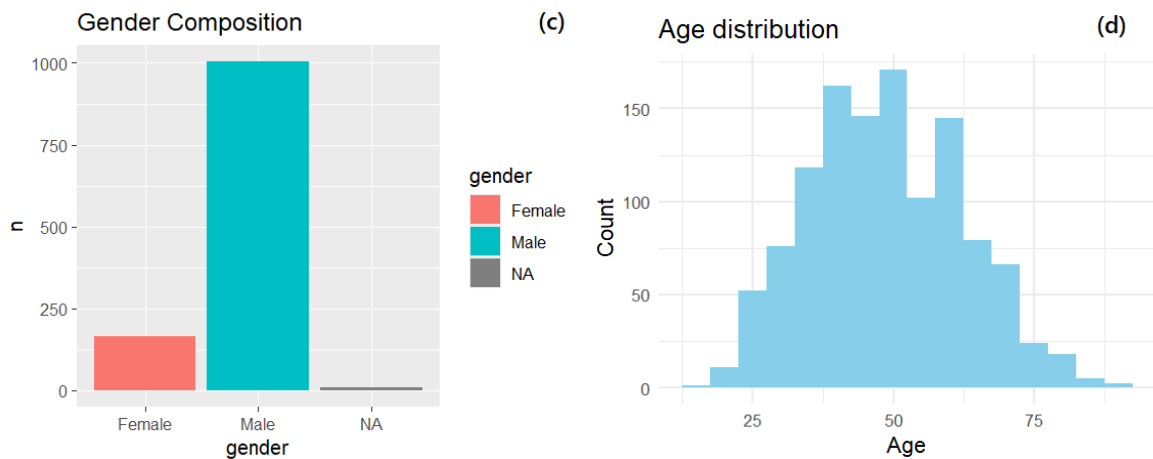 Gender Composition
(c)
1000
750
500
250
0
n
Female
Male
NA
gender
gender
Female
Male
NA
Age distribution
(d)
150
100
50
0
Count
25
50
75
Age